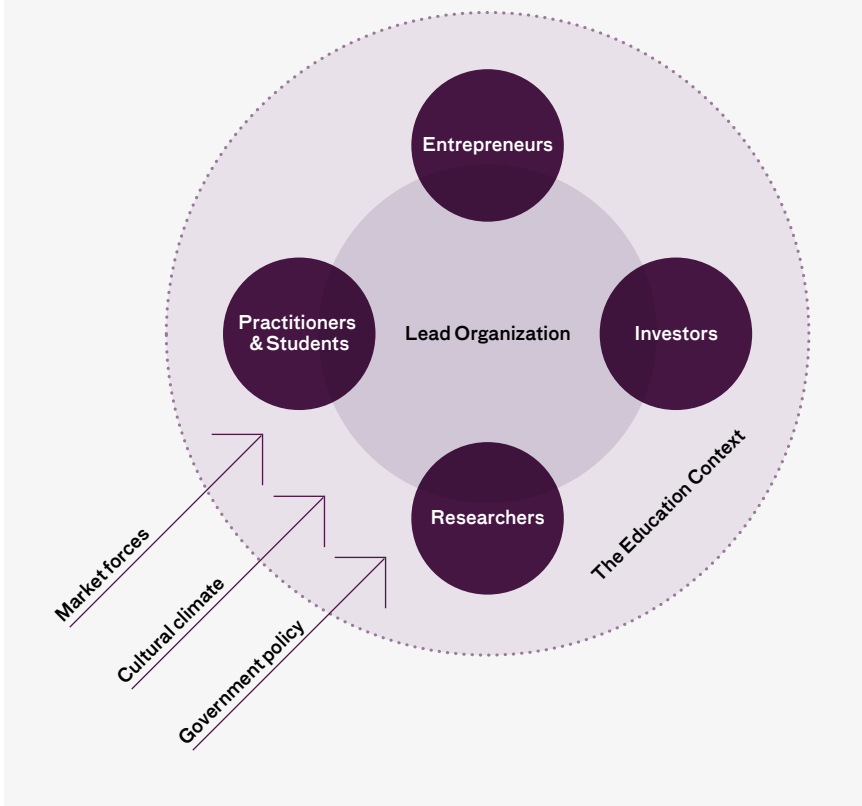 Entrepreneurs
Practitioners
& Students
Lead Organization
Investors
Researchers
The Education Context
Market forces
Cultural climate
Government policy